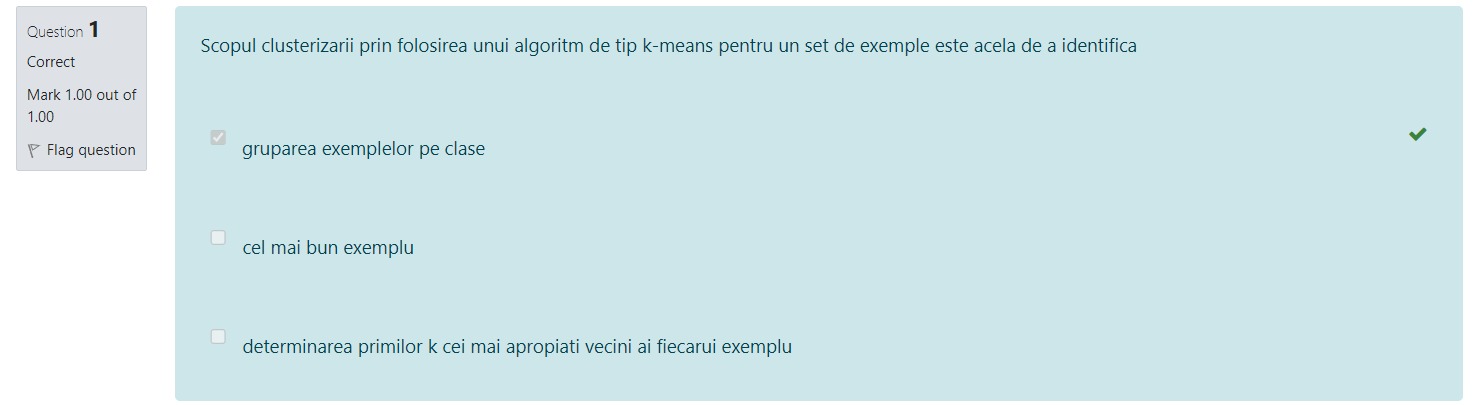 Question 1
Correct
Mark 1.00 out of
1.00
Flag question
Scopul clusterizarii prin folosirea unui algoritm de tip k-means pentru un set de exemple este acela de a identifica
gruparea exemplelor pe clase
cel mai bun exemplu
determinarea primilor k cei mai apropiati vecini ai fiecarui exemplu